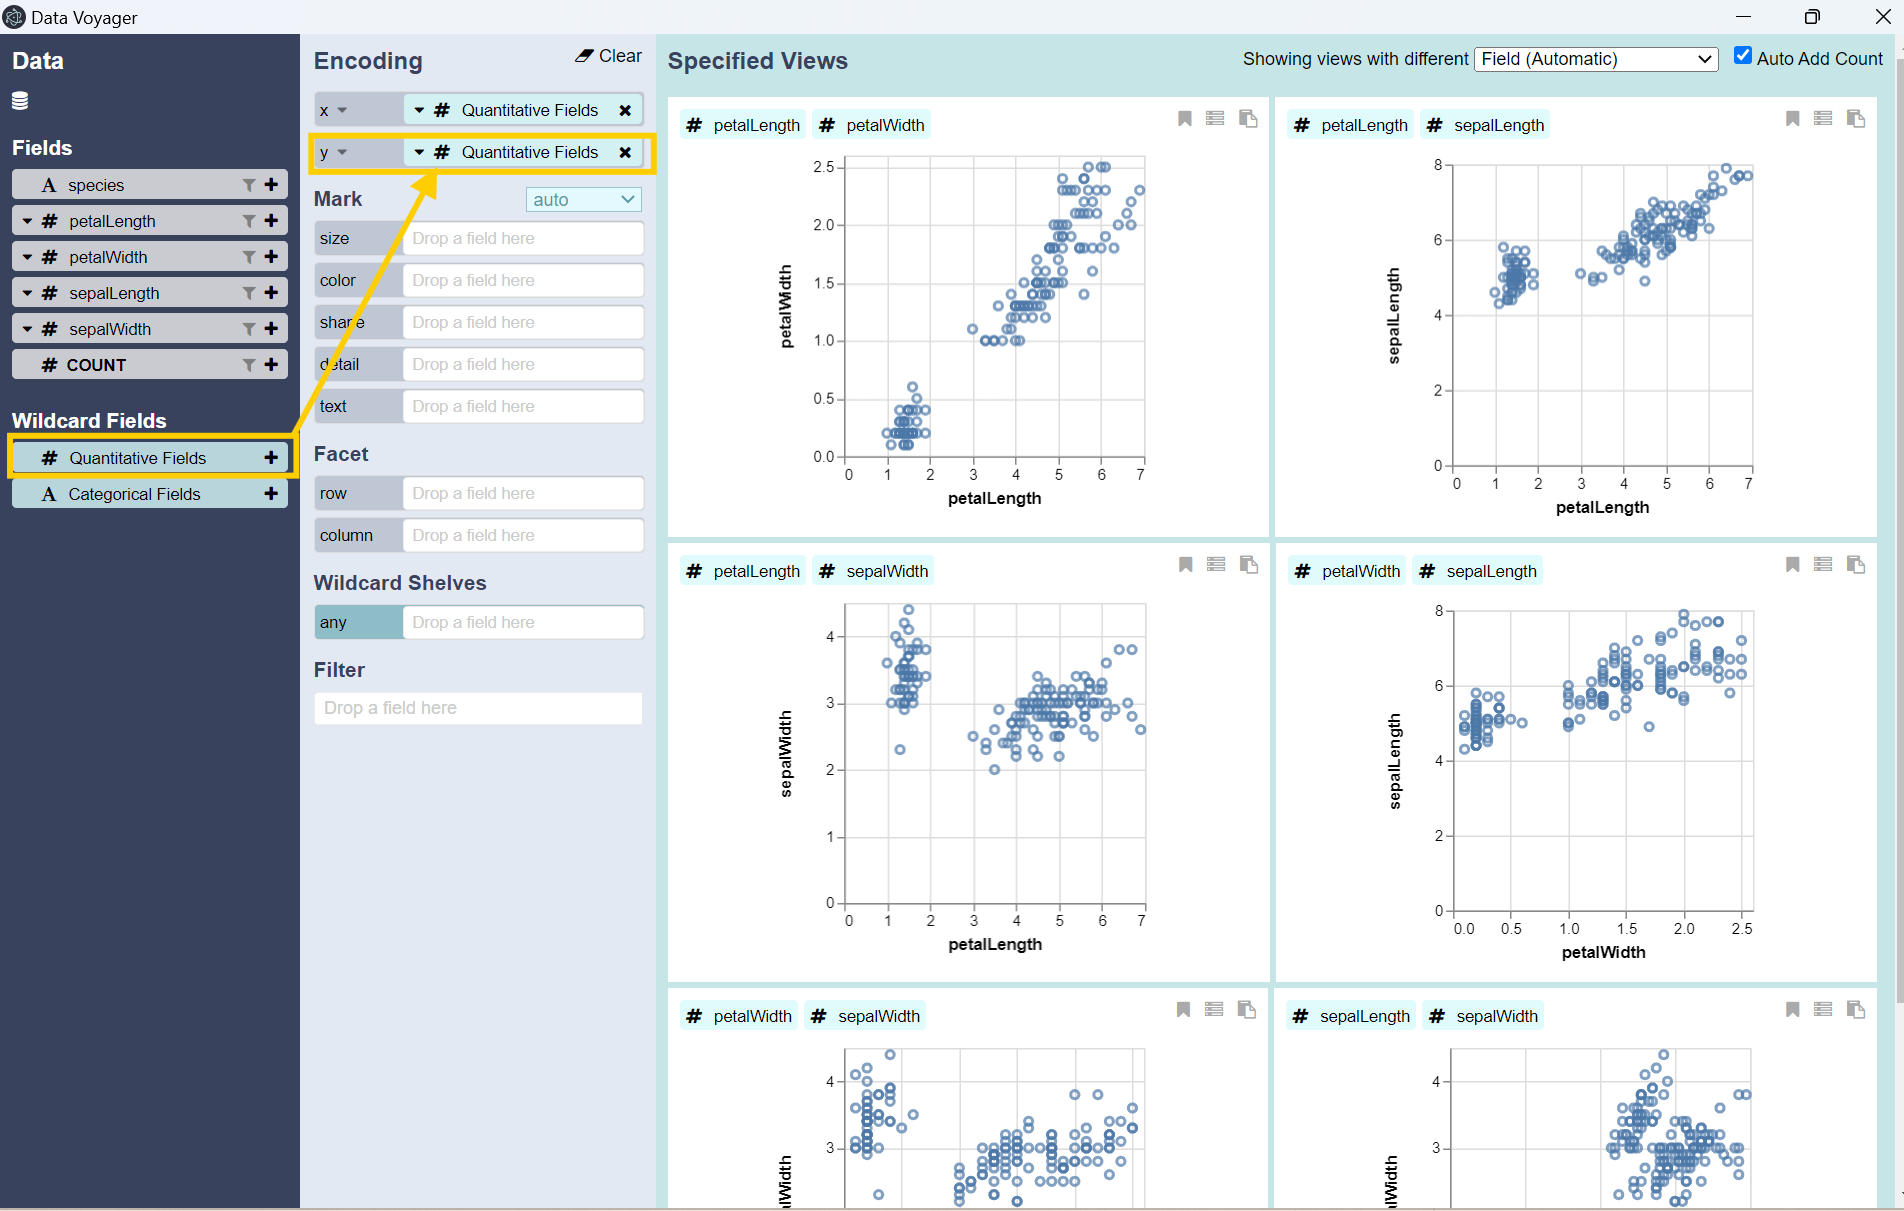 Data Voyager
Data
Fields
A species
# petalLength
# petalWidth
# sepalLength
# sepalWidth
# COUNT
Wildcard Fields
# Quantitative Fields
A Categorical Fields
Encoding
Clear
x # Quantitative Fields
y # Quantitative Fields
Mark auto
size Drop a field here
color Drop a field here
shape Drop a field here
detail Drop a field here
text Drop a field here
Facet
row Drop a field here
column Drop a field here
Wildcard Shelves
any Drop a field here
Filter
Drop a field here
Specified Views
Showing views with different Field (Automatic) Auto Add Count
# petalLength # petalWidth
2.5
2.0
1.5
1.0
0.5
0.0
petalWidth
0 1 2 3 4 5 6 7
petalLength
# petalLength # sepalLength
8
6
4
2
0
sepalLength
0 1 2 3 4 5 6 7
petalLength
# petalLength # sepalWidth
4
3
2
1
0
sepalWidth
0 1 2 3 4 5 6 7
petalLength
# petalWidth # sepalLength
8
6
4
2
0
sepalLength
0.0 0.5 1.0 1.5 2.0 2.5
petalWidth
# petalWidth # sepalWidth
4
3
lWidth
# sepalLength # sepalWidth
4
3
lWidth